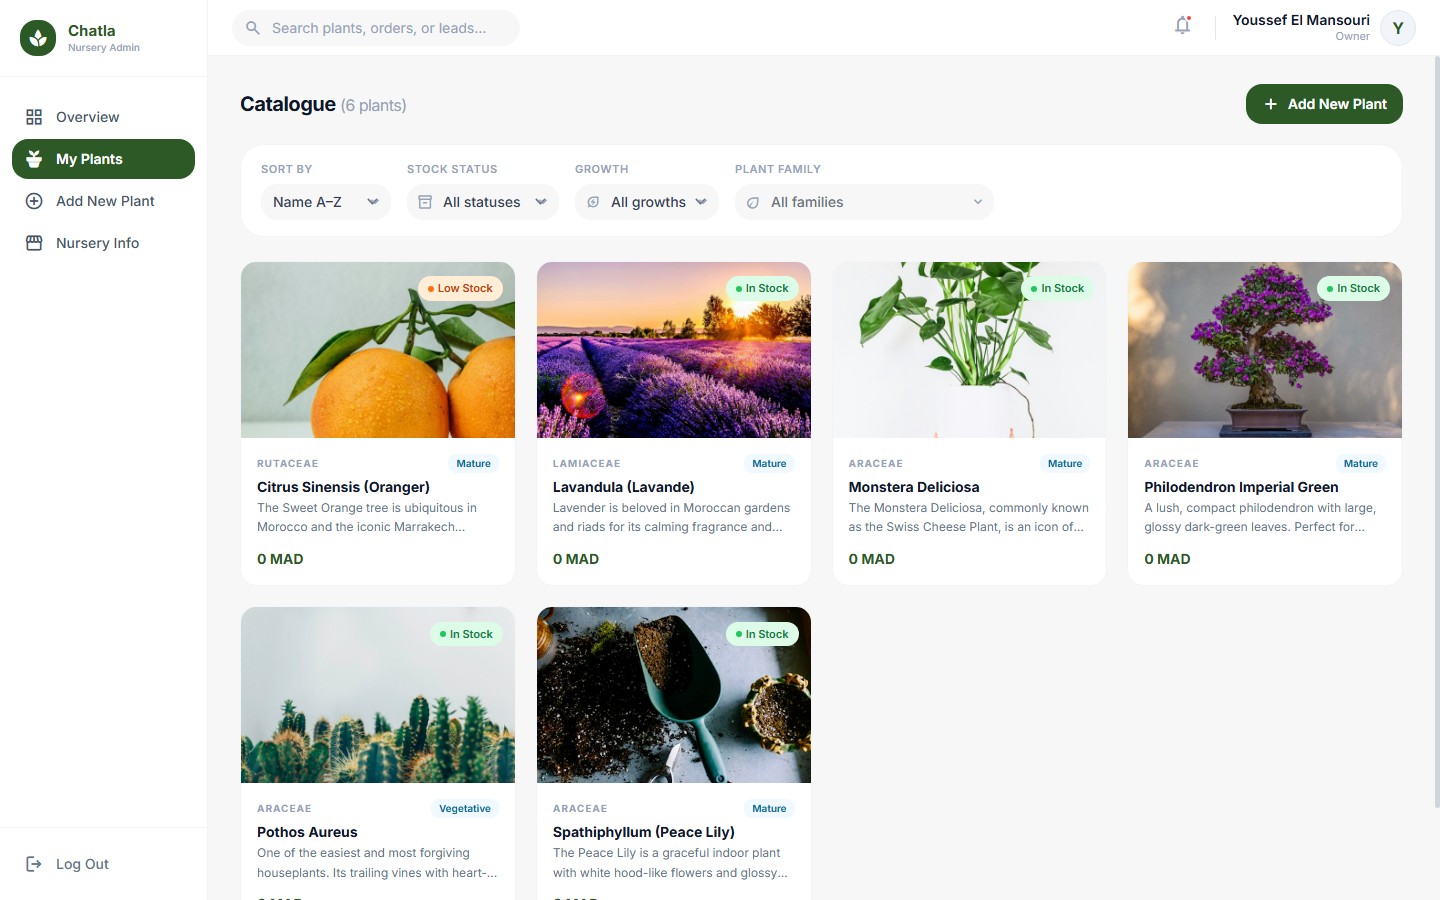 Chatla
Nursery Admin
Search plants, orders, or leads...
Youssef El Mansouri
Owner
Y
Overview
My Plants
Add New Plant
Nursery Info
Log Out
Catalogue (6 plants)
Add New Plant
SORT BY
STOCK STATUS
GROWTH
PLANT FAMILY
Name A–Z
All statuses
All growths
All families
Low Stock
RUTACEAE
Mature
Citrus Sinensis (Oranger)
The Sweet Orange tree is ubiquitous in
Morocco and the iconic Marrakech...
0 MAD
In Stock
LAMIACEAE
Mature
Lavandula (Lavande)
Lavender is beloved in Moroccan gardens
and riads for its calming fragrance and...
0 MAD
In Stock
ARACEAE
Mature
Monstera Deliciosa
The Monstera Deliciosa, commonly known
as the Swiss Cheese Plant, is an icon of...
0 MAD
In Stock
ARACEAE
Mature
Philodendron Imperial Green
A lush, compact philodendron with large,
glossy dark-green leaves. Perfect for...
0 MAD
In Stock
ARACEAE
Vegetative
Pothos Aureus
One of the easiest and most forgiving
houseplants. Its trailing vines with heart-...
In Stock
ARACEAE
Mature
Spathiphyllum (Peace Lily)
The Peace Lily is a graceful indoor plant
with white hood-like flowers and glossy...